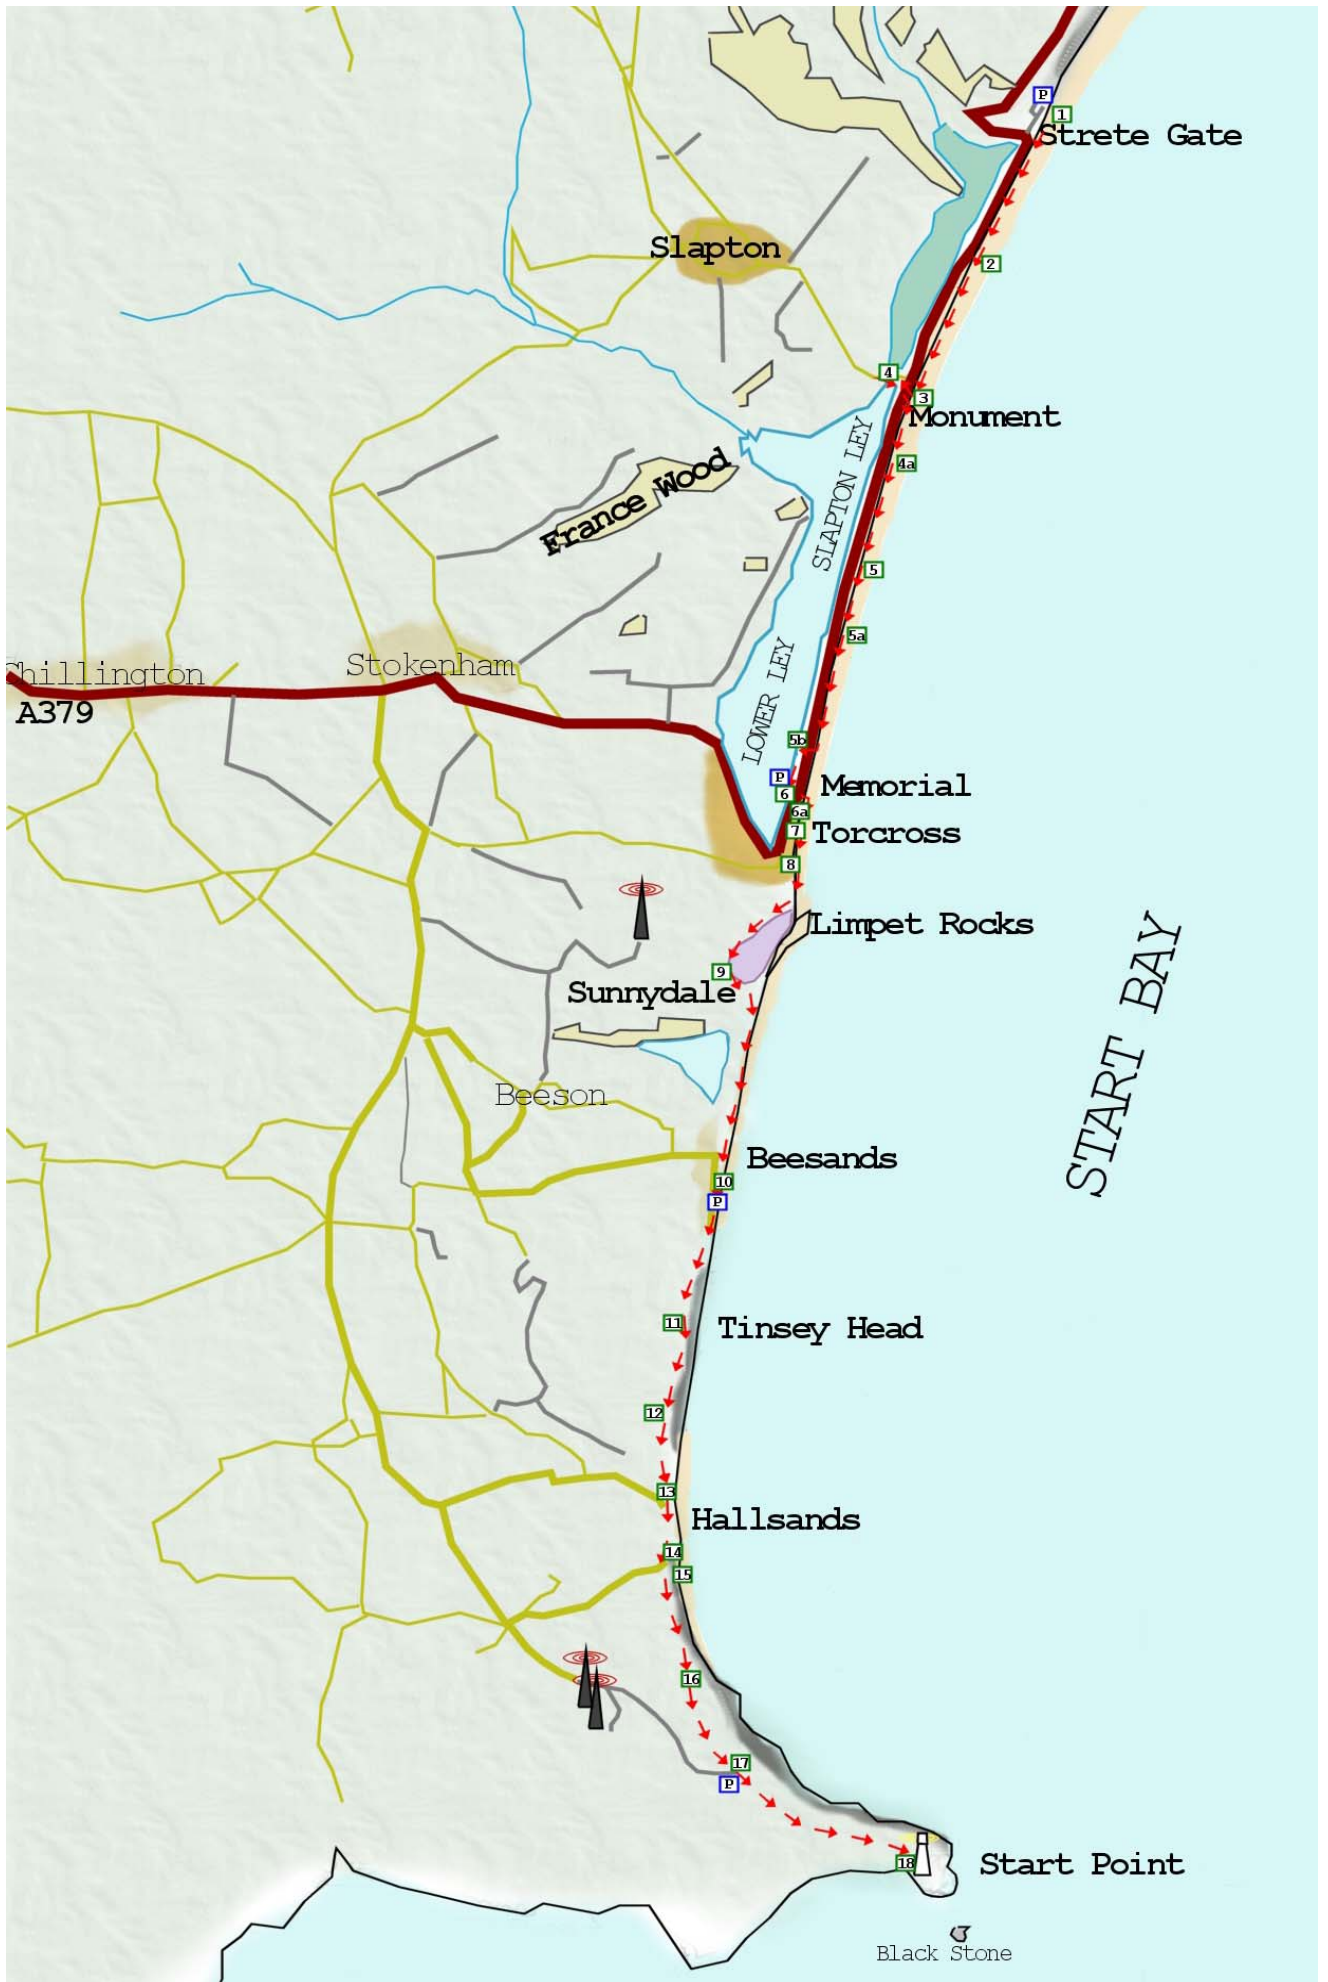 P
1
Strete Gate
Slapton
2
4
3
Monument
SLAPTON LEY
4a
France Wood
5
5a
Chillington
Stokenham
A379
LOWER LEY
5b
P
6
Memorial
6a
7
Torcross
8
Limpet Rocks
9
Sunnydale
START BAY
Beeson
Beesands
10
P
11
Tinsey Head
12
13
Hallsands
14
15
16
17
P
18
Start Point
Black Stone